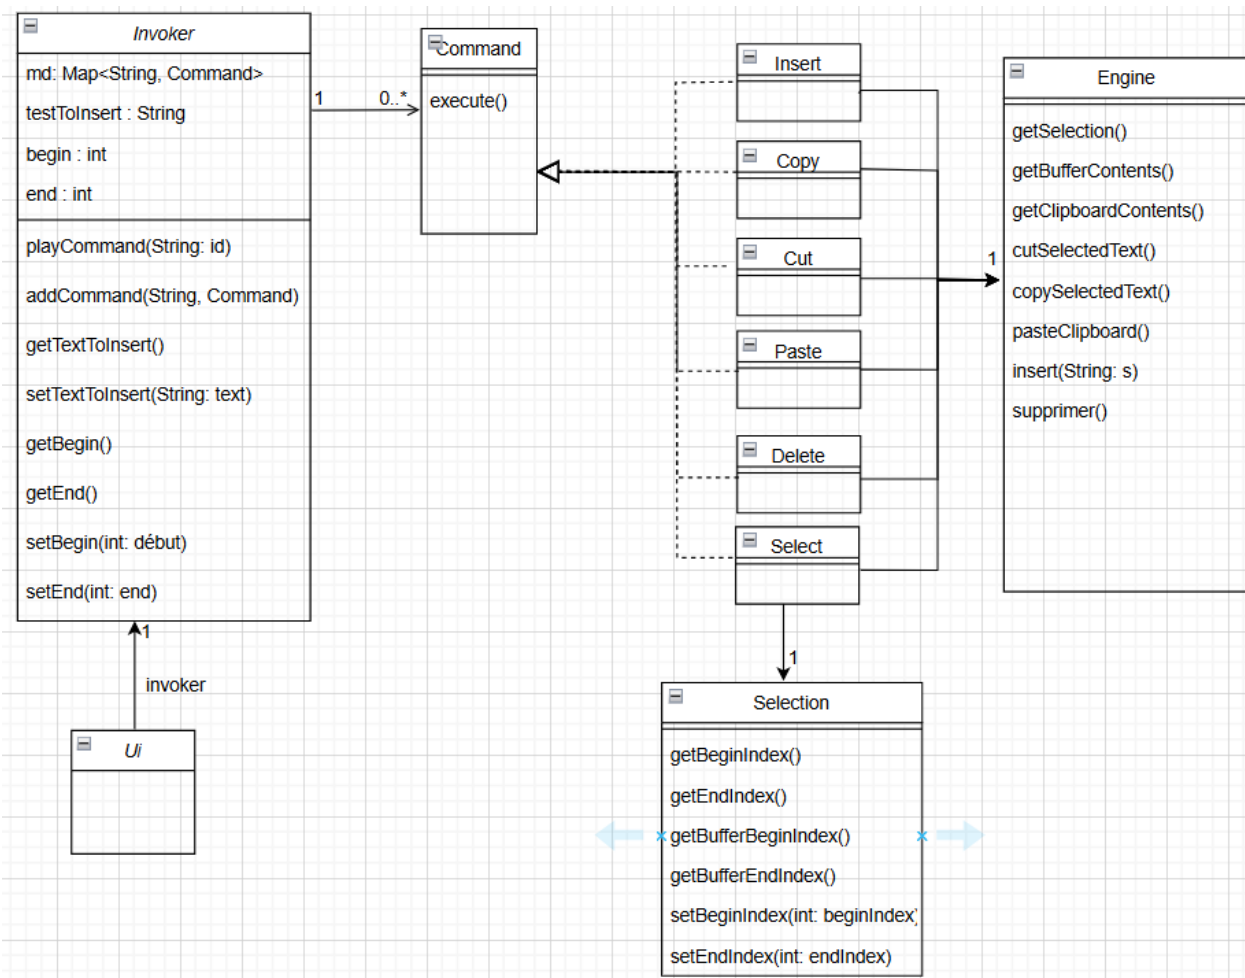 Invoker
md: Map<String, Command>
testToInsert : String
begin : int
end : int
playCommand(String: id)
addCommand(String, Command)
getTextToInsert()
setTextToInsert(String: text)
getBegin()
getEnd()
setBegin(int: début)
setEnd(int: end)
1
invoker
Ui
1
0..*
Command
execute()
Insert
Copy
Cut
Paste
Delete
Select
1
Engine
getSelection()
getBufferContents()
getClipboardContents()
cutSelectedText()
copySelectedText()
pasteClipboard()
insert(String: s)
supprimer()
1
Selection
getBeginIndex()
getEndIndex()
getBufferBeginIndex()
getBufferEndIndex()
setBeginIndex(int: beginIndex)
setEndIndex(int: endIndex)